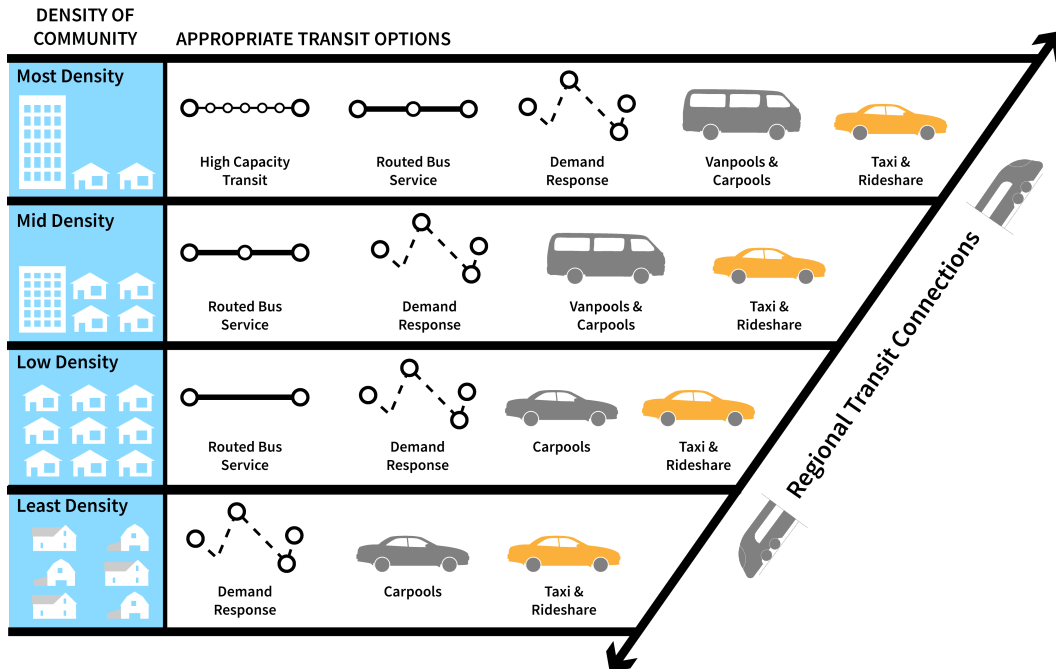 DENSITY OF
COMMUNITY
APPROPRIATE TRANSIT OPTIONS
Most Density
High Capacity
Transit
Routed Bus
Service
Demand
Response
Vanpools &
Carpools
Taxi &
Rideshare
Mid Density
Routed Bus
Service
Demand
Response
Vanpools &
Carpools
Taxi &
Rideshare
Low Density
Routed Bus
Service
Demand
Response
Carpools
Taxi &
Rideshare
Least Density
Demand
Response
Carpools
Taxi &
Rideshare
Regional Transit Connections